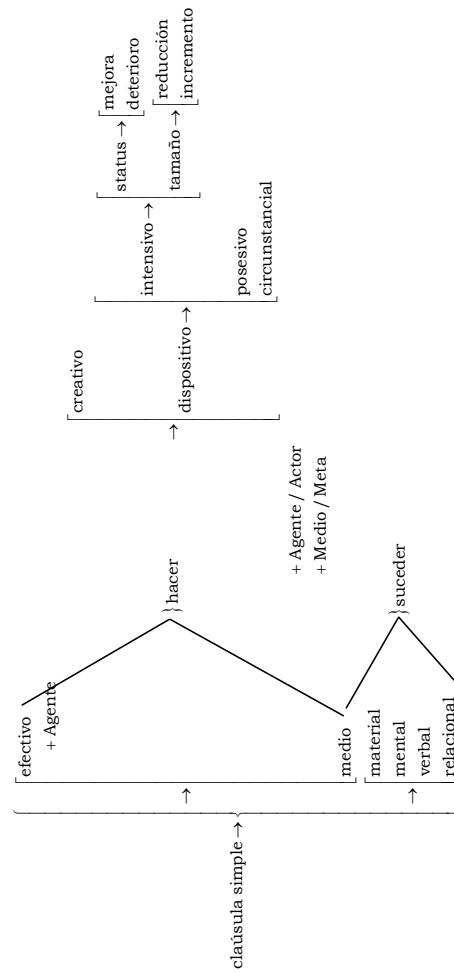 claúsula simple →
efectivo
+ Agente
medio
material
mental
verbal
relacional
hacer
suceder
+ Agente / Actor
+ Medio / Meta
creativo
dispositivo →
intensivo →
posesivo
circunstancial
status →
tamaño →
mejora
deterioro
reducción
incremento